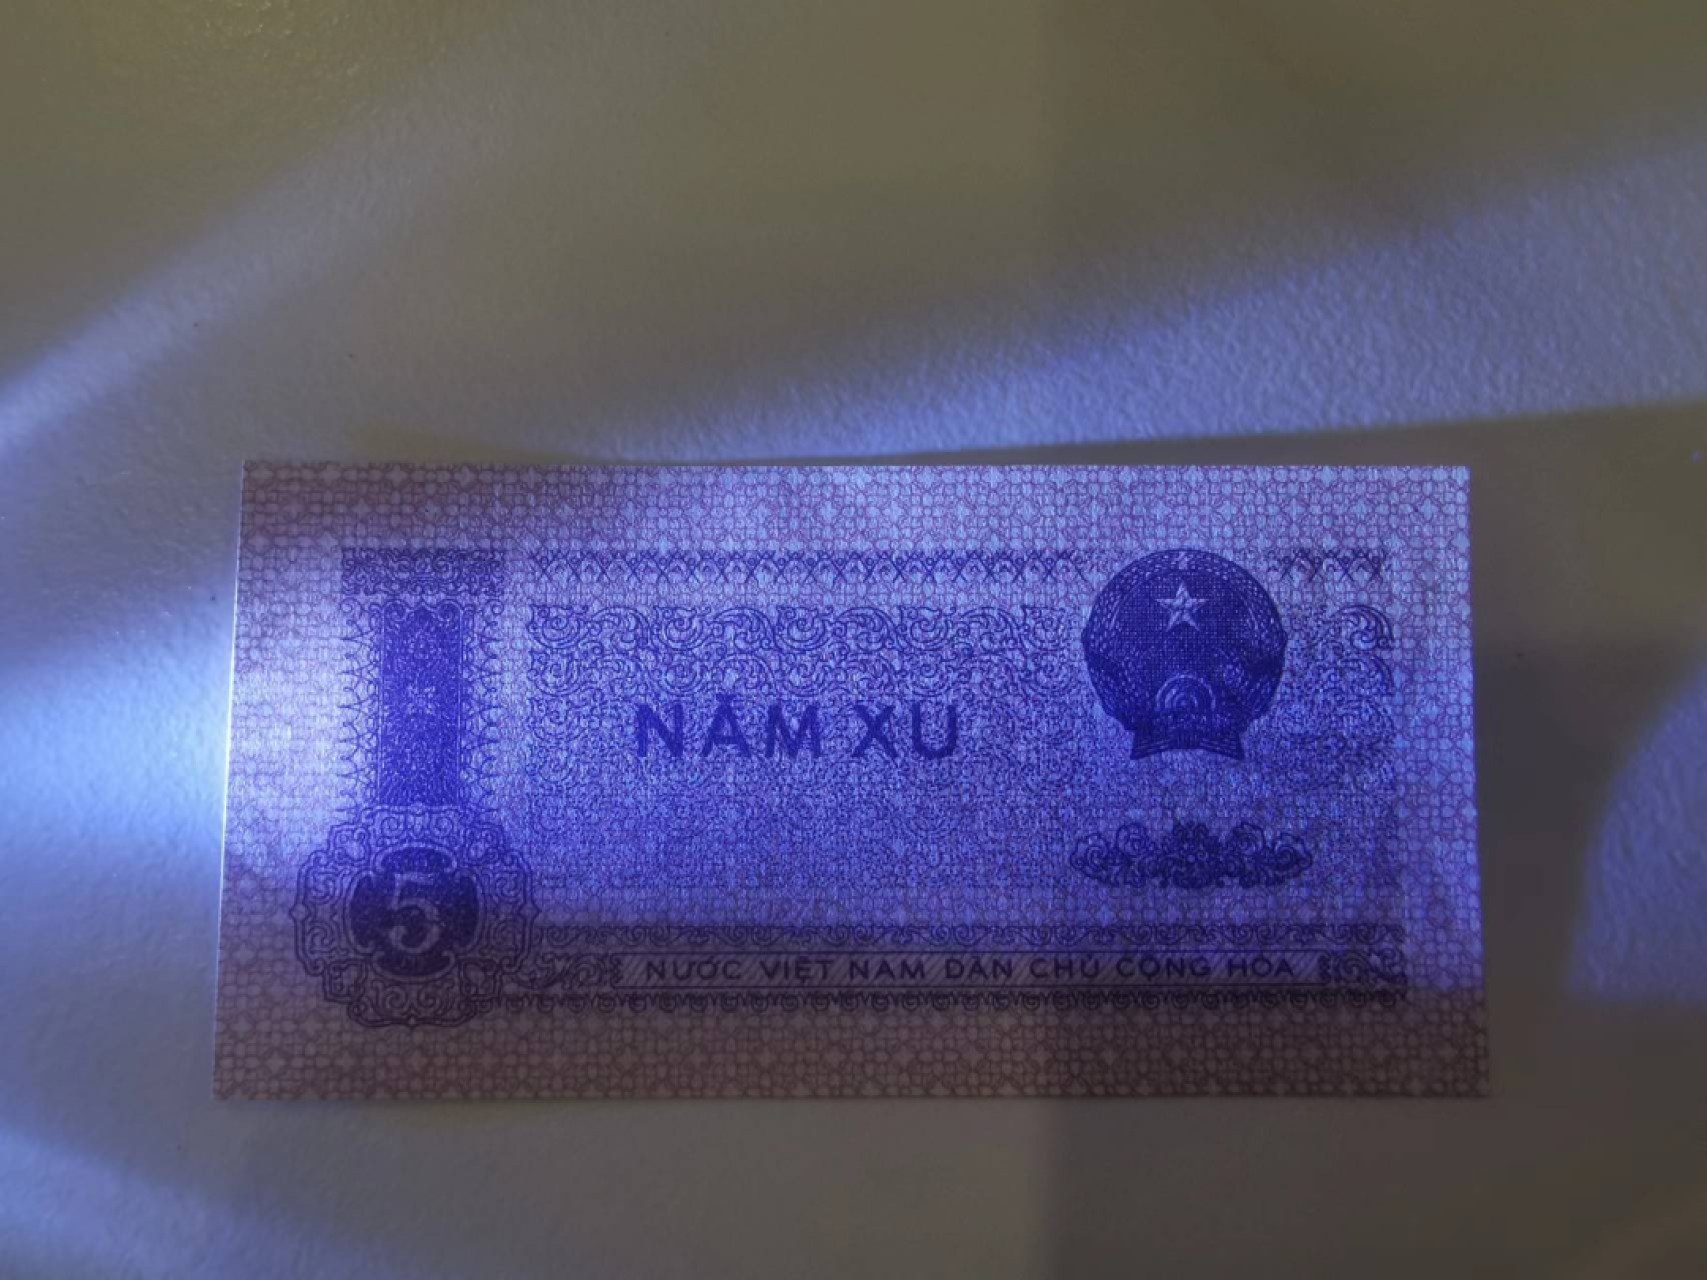 NĂM XU
5
NƯỚC VIỆT NAM DÂN CHỦ CỘNG HÒA